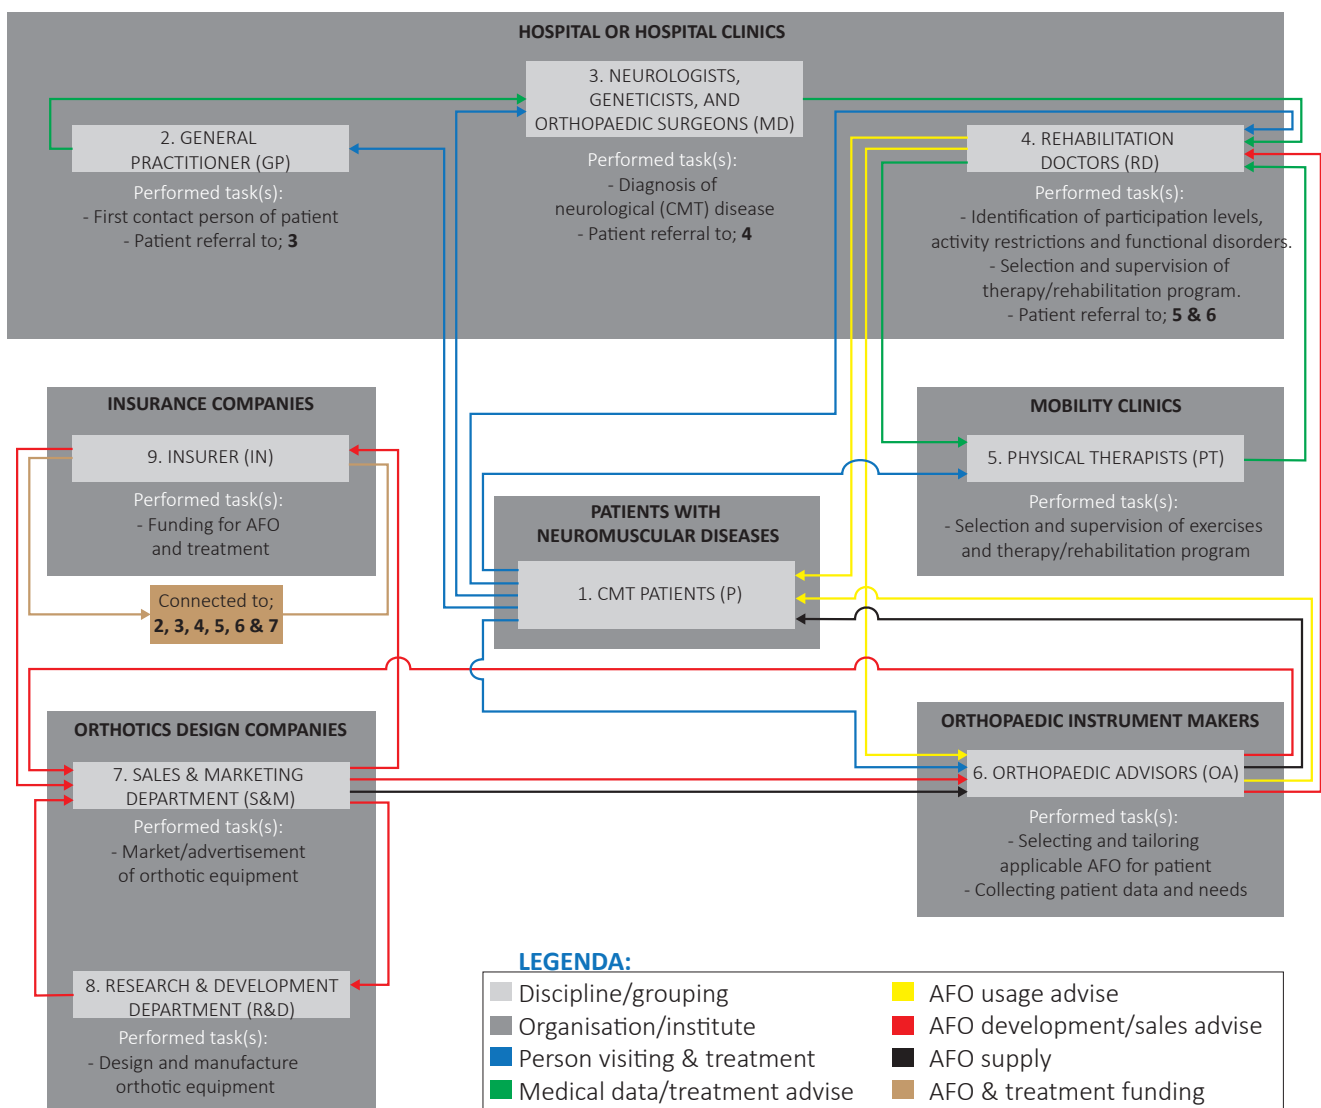 HOSPITAL OR HOSPITAL CLINICS
2. GENERAL
PRACTITIONER (GP)
Performed task(s):
- First contact person of patient
- Patient referral to; 3
3. NEUROLOGISTS,
GENETICISTS, AND
ORTHOPAEDIC SURGEONS (MD)
Performed task(s):
- Diagnosis of
neurological (CMT) disease
- Patient referral to; 4
4. REHABILITATION
DOCTORS (RD)
Performed task(s):
- Identification of participation levels,
activity restrictions and functional disorders.
- Selection and supervision of
therapy/rehabilitation program.
- Patient referral to; 5 & 6
INSURANCE COMPANIES
9. INSURER (IN)
Performed task(s):
- Funding for AFO
and treatment
Connected to;
2, 3, 4, 5, 6 & 7
PATIENTS WITH
NEUROMUSCULAR DISEASES
1. CMT PATIENTS (P)
MOBILITY CLINICS
5. PHYSICAL THERAPISTS (PT)
Performed task(s):
- Selection and supervision of exercises
and therapy/rehabilitation program
ORTHOTICS DESIGN COMPANIES
7. SALES & MARKETING
DEPARTMENT (S&M)
Performed task(s):
- Market/advertisement
of orthotic equipment
8. RESEARCH & DEVELOPMENT
DEPARTMENT (R&D)
Performed task(s):
- Design and manufacture
orthotic equipment
ORTHOPAEDIC INSTRUMENT MAKERS
6. ORTHOPAEDIC ADVISORS (OA)
Performed task(s):
- Selecting and tailoring
applicable AFO for patient
- Collecting patient data and needs
LEGENDA:
Discipline/grouping
Organisation/institute
Person visiting & treatment
Medical data/treatment advise
AFO usage advise
AFO development/sales advise
AFO supply
AFO & treatment funding